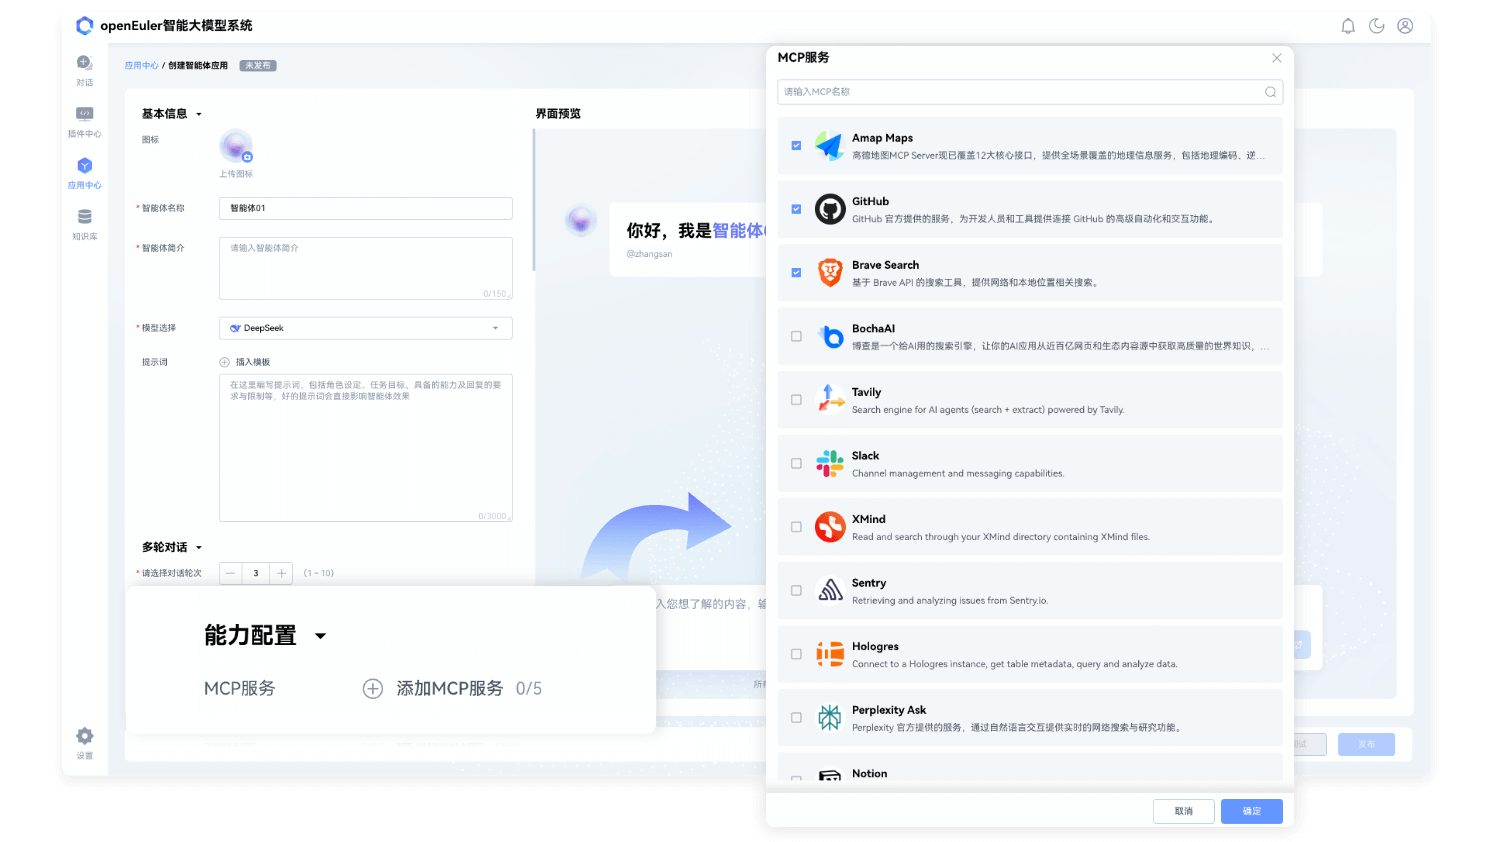 openEuler智能大模型系统
对话
插件中心
应用中心
知识库
设置
应用中心 / 创建智能体应用 未发布
基本信息
图标
上传图标
* 智能体名称 智能体01
* 智能体简介 请输入智能体简介
0/150
* 模型选择 DeepSeek
提示词 插入模板
在这里编写提示词，包括角色设定、任务目标、具备的能力及回复的要
求与限制等，好的提示词会直接影响智能体效果
0/3000
多轮对话
* 请选择对话轮次 3 (1~10)
能力配置
MCP服务 添加MCP服务 0/5
界面预览
你好，我是智能体
@zhangsan
入您想了解的内容，
MCP服务
请输入MCP名称
Amap Maps
高德地图MCP Server现已覆盖12大核心接口，提供全场景覆盖的地理信息服务，包括地理编码、逆...
GitHub
GitHub 官方提供的服务，为开发人员和工具提供连接 GitHub 的高级自动化和交互功能。
Brave Search
基于 Brave API 的搜索工具，提供网络和本地位置相关搜索。
BochaAI
博查是一个给AI用的搜索引擎，让你的AI应用从近百亿网页和生态内容源中获取高质量的世界知识，...
Tavily
Search engine for AI agents (search + extract) powered by Tavily.
Slack
Channel management and messaging capabilities.
XMind
Read and search through your XMind directory containing XMind files.
Sentry
Retrieving and analyzing issues from Sentry.io.
Hologres
Connect to a Hologres instance, get table metadata, query and analyze data.
Perplexity Ask
Perplexity 官方提供的服务，通过自然语言交互提供实时的网络搜索与研究功能。
Notion
取消 确定
发布